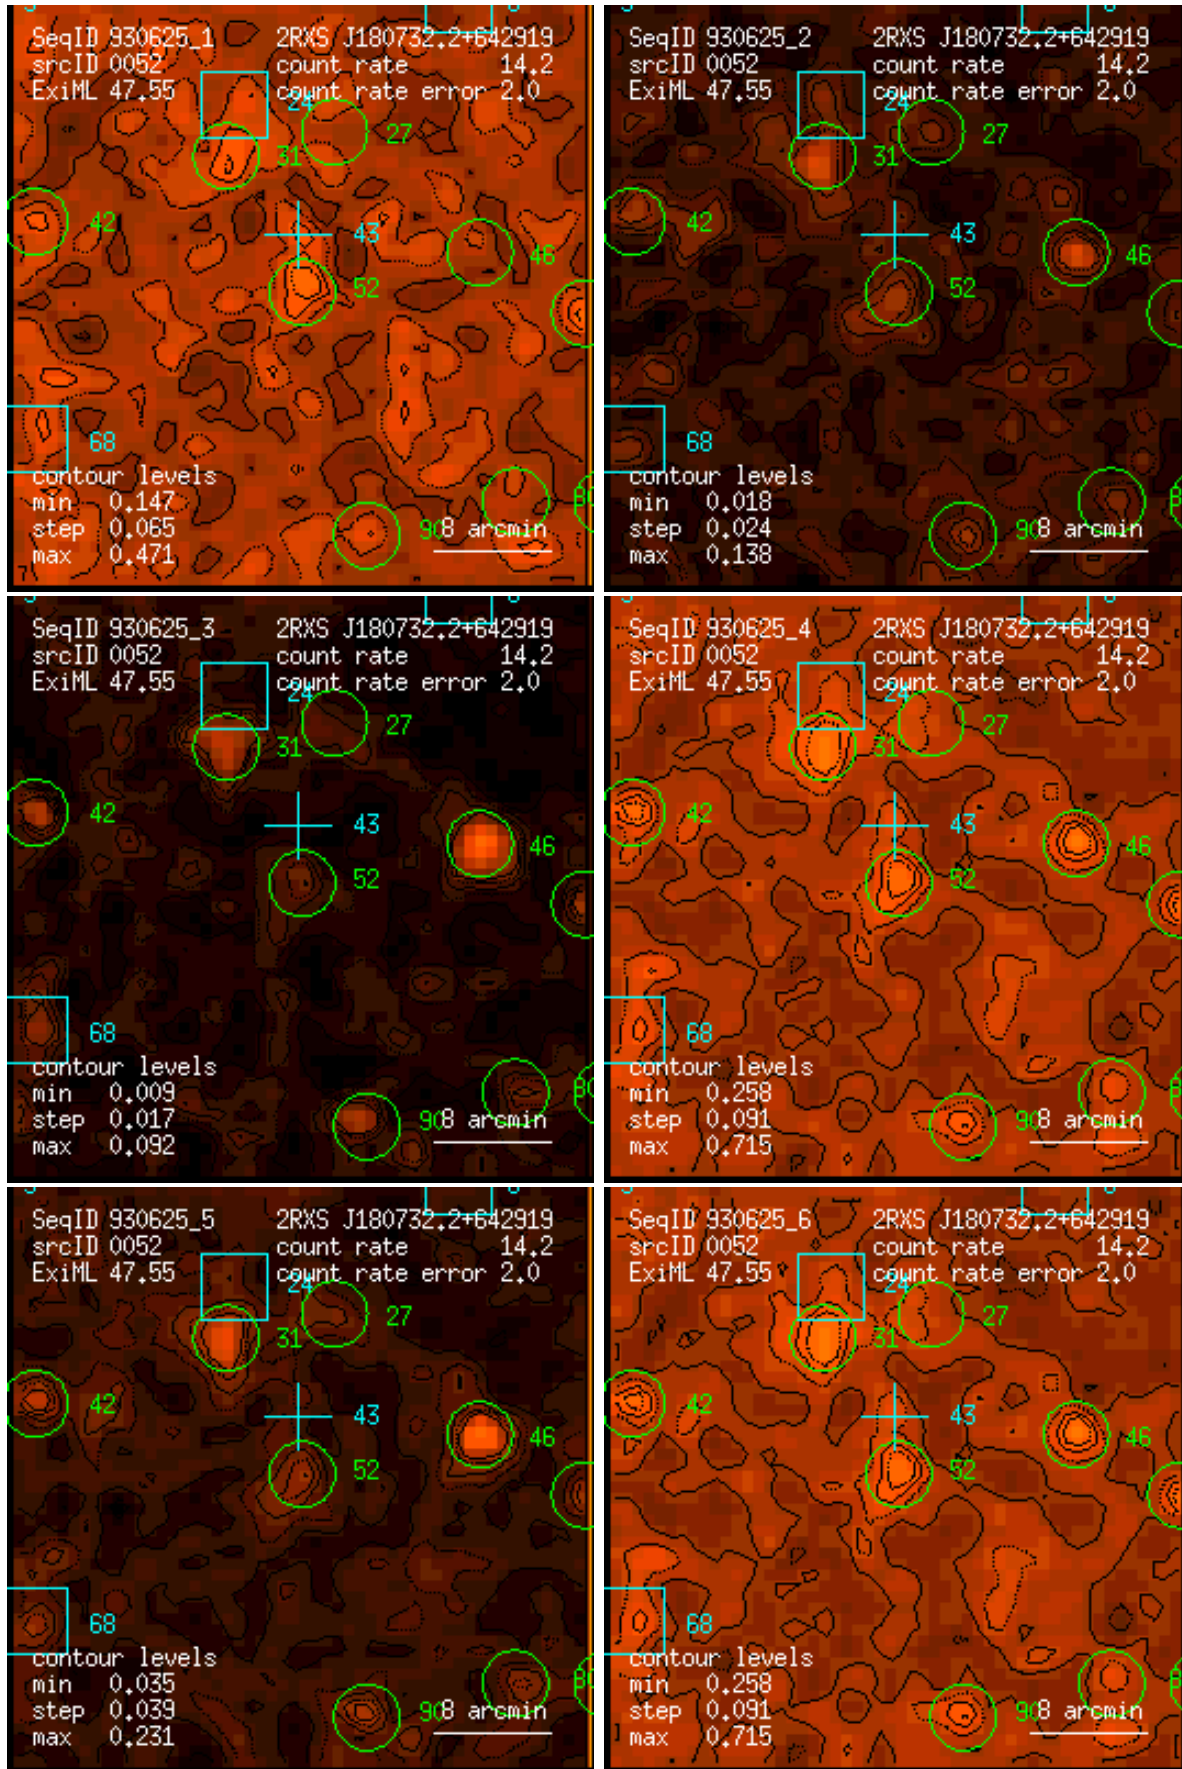 SeqID 930625_1 2RXS J180732.2+642919
srcID 0052 count rate 14.2
ExiML 47.55 count rate error 2.0
24
27
31
42
43
46
52
68
contour levels
min 0.147
step 0.065
max 0.471
90
8 arcmin
SeqID 930625_2 2RXS J180732.2+642919
srcID 0052 count rate 14.2
ExiML 47.55 count rate error 2.0
24
27
31
42
43
46
52
68
contour levels
min 0.018
step 0.024
max 0.138
90
8 arcmin
SeqID 930625_3 2RXS J180732.2+642919
srcID 0052 count rate 14.2
ExiML 47.55 count rate error 2.0
24
27
31
42
43
46
52
68
contour levels
min 0.009
step 0.017
max 0.092
90
8 arcmin
SeqID 930625_4 2RXS J180732.2+642919
srcID 0052 count rate 14.2
ExiML 47.55 count rate error 2.0
24
27
31
42
43
46
52
68
contour levels
min 0.258
step 0.091
max 0.715
90
8 arcmin
SeqID 930625_5 2RXS J180732.2+642919
srcID 0052 count rate 14.2
ExiML 47.55 count rate error 2.0
24
27
31
42
43
46
52
68
contour levels
min 0.035
step 0.039
max 0.231
90
8 arcmin
SeqID 930625_6 2RXS J180732.2+642919
srcID 0052 count rate 14.2
ExiML 47.55 count rate error 2.0
24
27
31
42
43
46
52
68
contour levels
min 0.258
step 0.091
max 0.715
90
8 arcmin